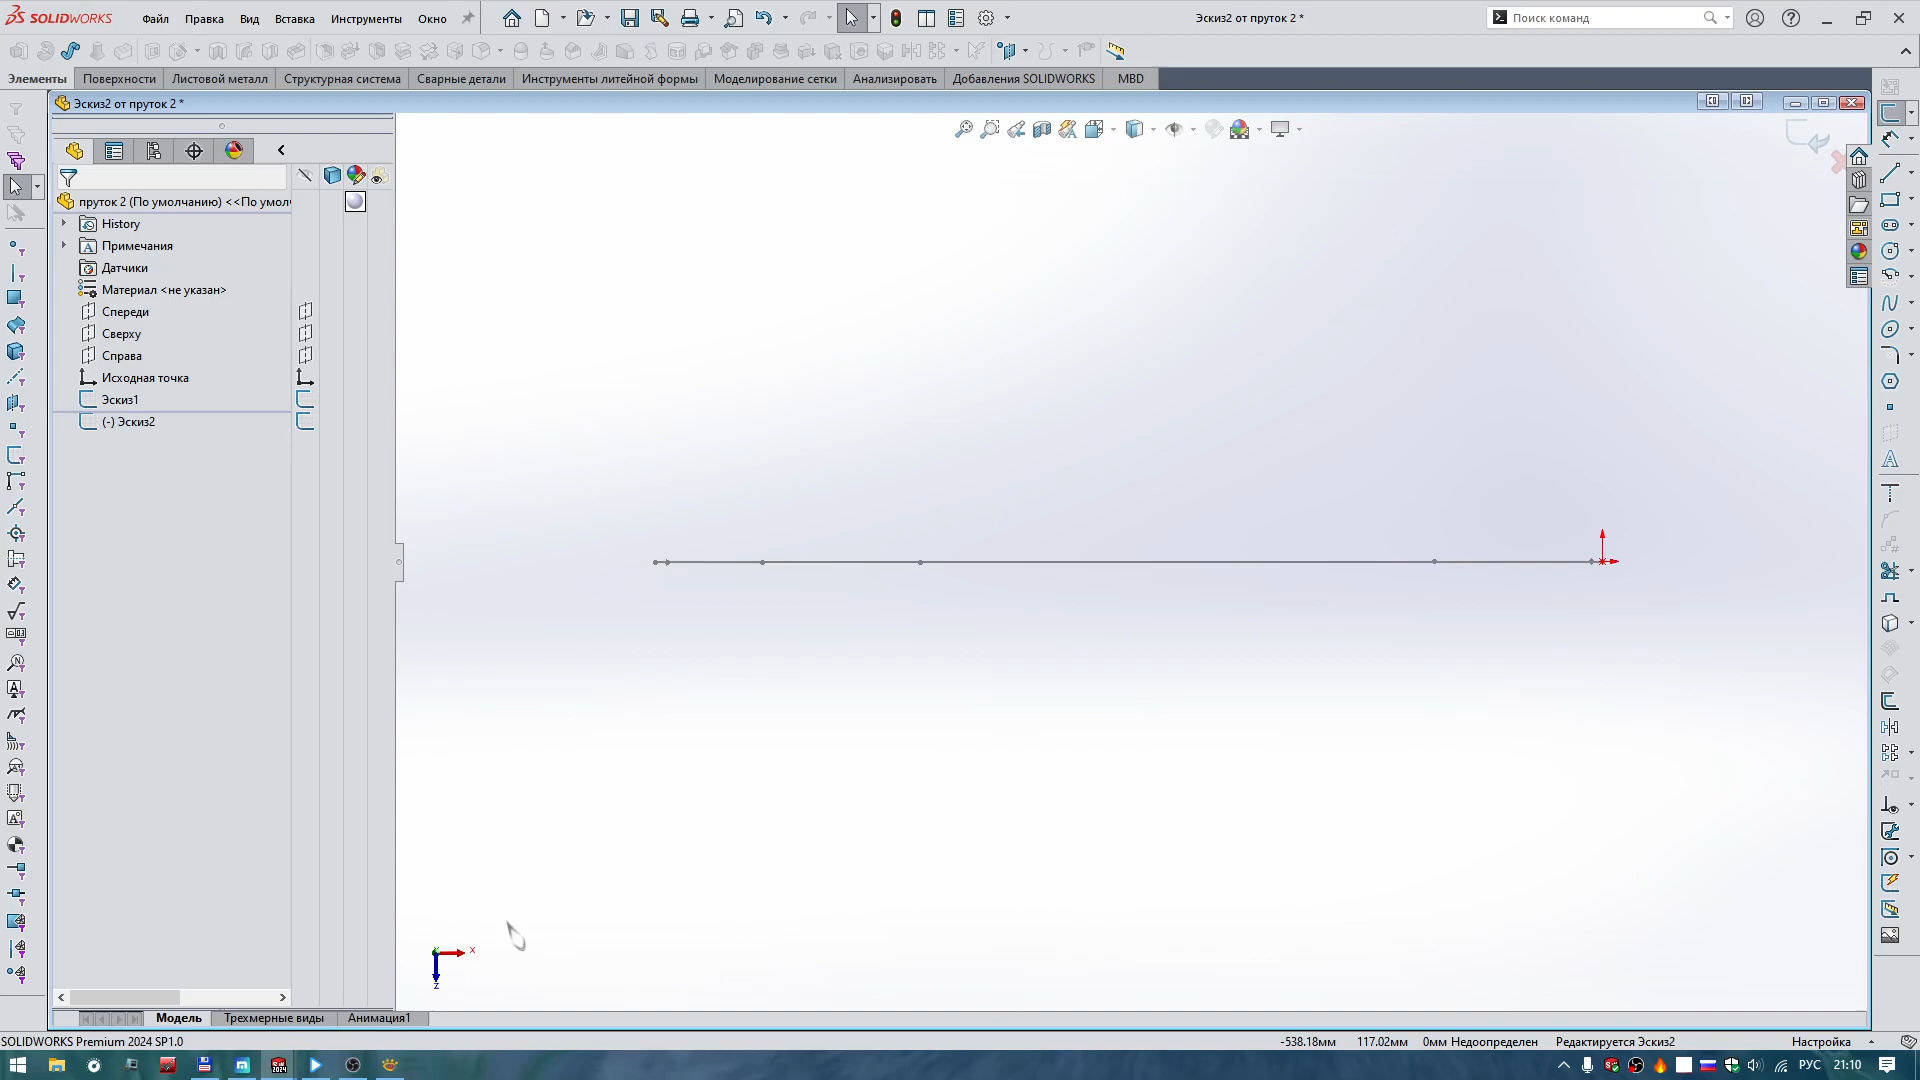 SOLIDWORKS
Файл
Правка
Вид
Вставка
Инструменты
Окно
Эскиз2 от пруток 2 *
Поиск команд
Элементы
Поверхности
Листовой металл
Структурная система
Сварные детали
Инструменты литейной формы
Моделирование сетки
Анализировать
Добавления SOLIDWORKS
MBD
Эскиз2 от пруток 2 *
пруток 2 (По умолчанию) <<По умол
History
Примечания
Датчики
Материал <не указан>
Спереди
Сверху
Справа
Исходная точка
Эскиз1
(-) Эскиз2
x
z
Модель
Трехмерные виды
Анимация1
SOLIDWORKS Premium 2024 SP1.0
-538.18мм
117.02мм
0мм
Недоопределен
Редактируется Эскиз2
Настройка
РУС
21:10